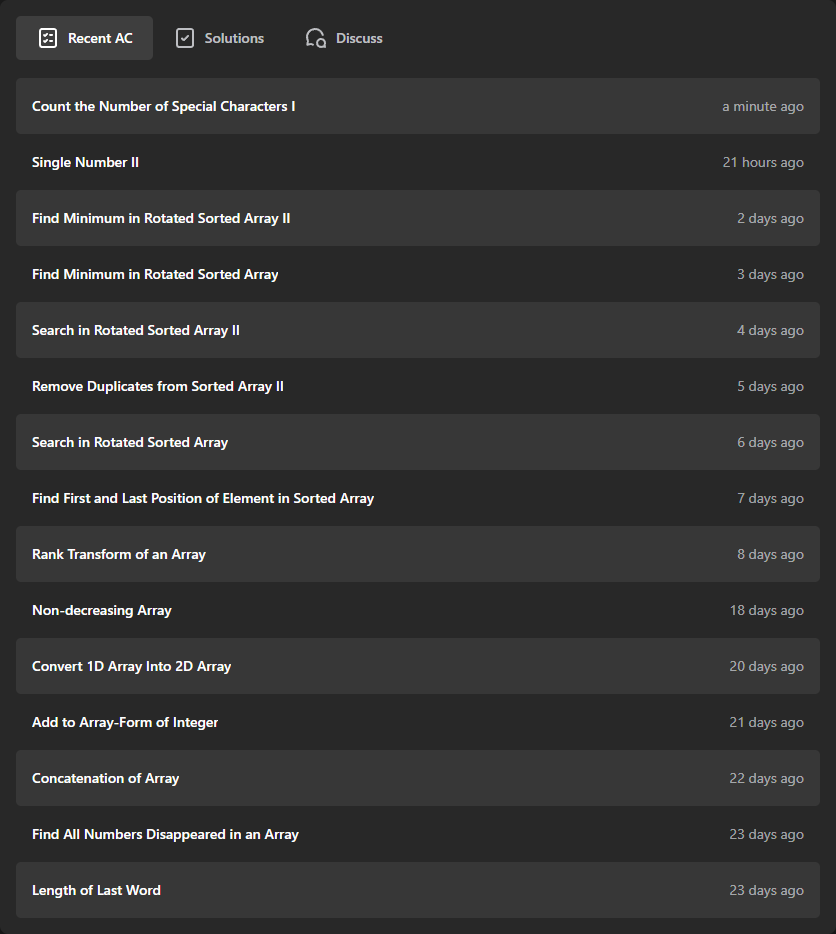 Recent AC
Solutions
Discuss
Count the Number of Special Characters I a minute ago
Single Number II 21 hours ago
Find Minimum in Rotated Sorted Array II 2 days ago
Find Minimum in Rotated Sorted Array 3 days ago
Search in Rotated Sorted Array II 4 days ago
Remove Duplicates from Sorted Array II 5 days ago
Search in Rotated Sorted Array 6 days ago
Find First and Last Position of Element in Sorted Array 7 days ago
Rank Transform of an Array 8 days ago
Non-decreasing Array 18 days ago
Convert 1D Array Into 2D Array 20 days ago
Add to Array-Form of Integer 21 days ago
Concatenation of Array 22 days ago
Find All Numbers Disappeared in an Array 23 days ago
Length of Last Word 23 days ago